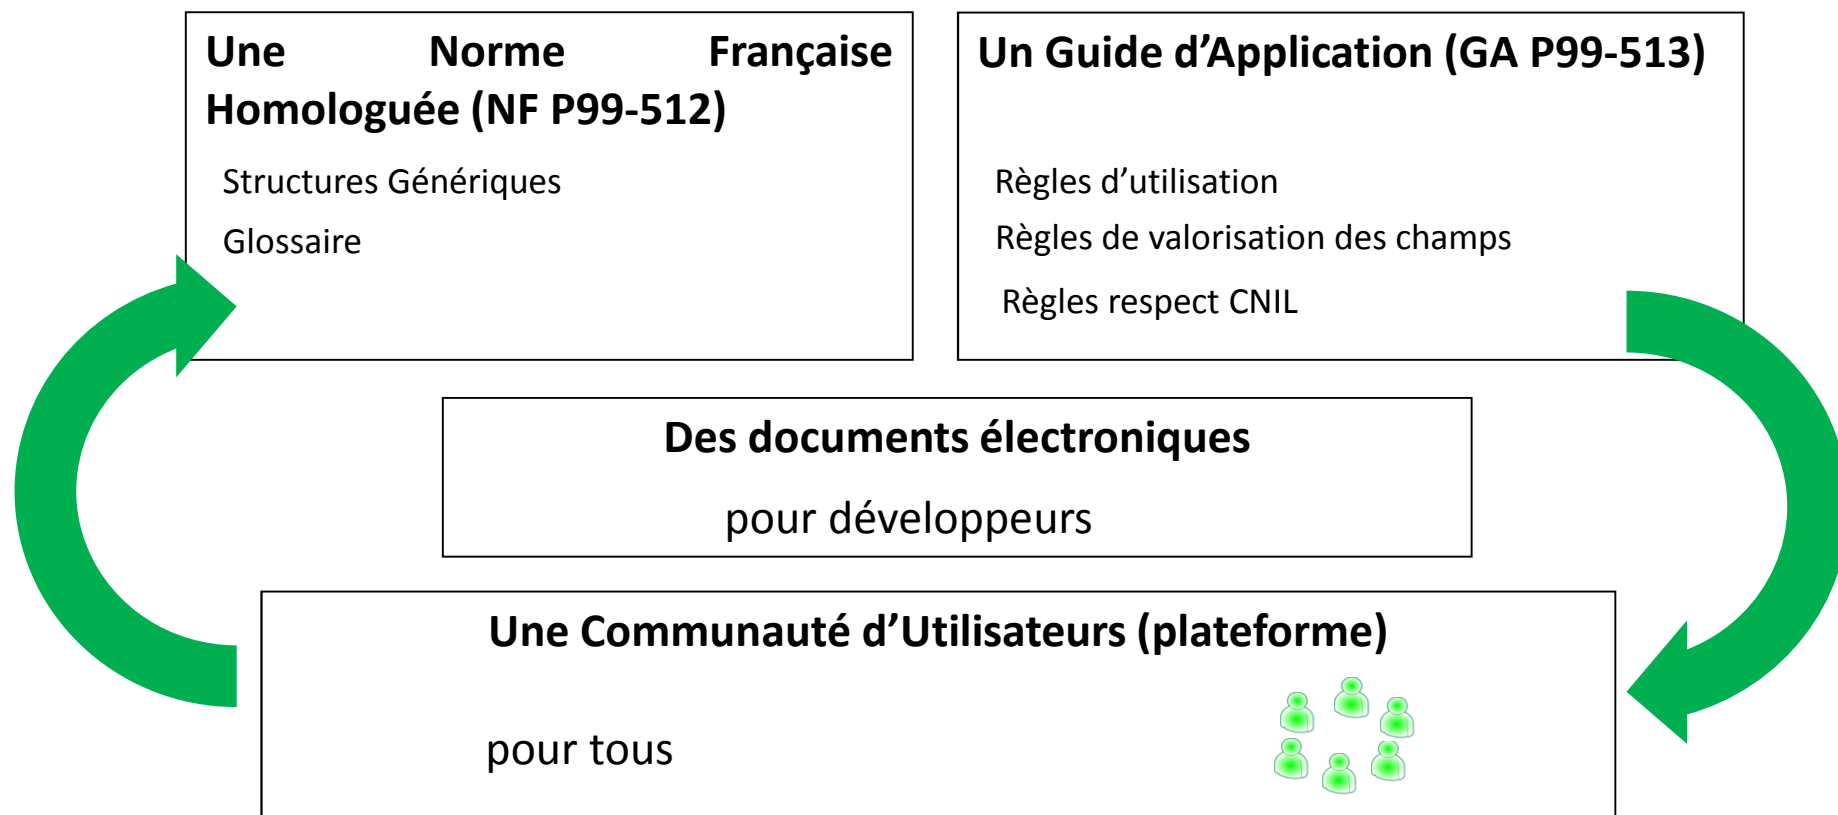 Une Norme Française
Homologuée (NF P99-512)
Structures Génériques
Glossaire
Un Guide d’Application (GA P99-513)
Règles d’utilisation
Règles de valorisation des champs
Règles respect CNIL
Des documents électroniques
pour développeurs
Une Communauté d’Utilisateurs (plateforme)
pour tous